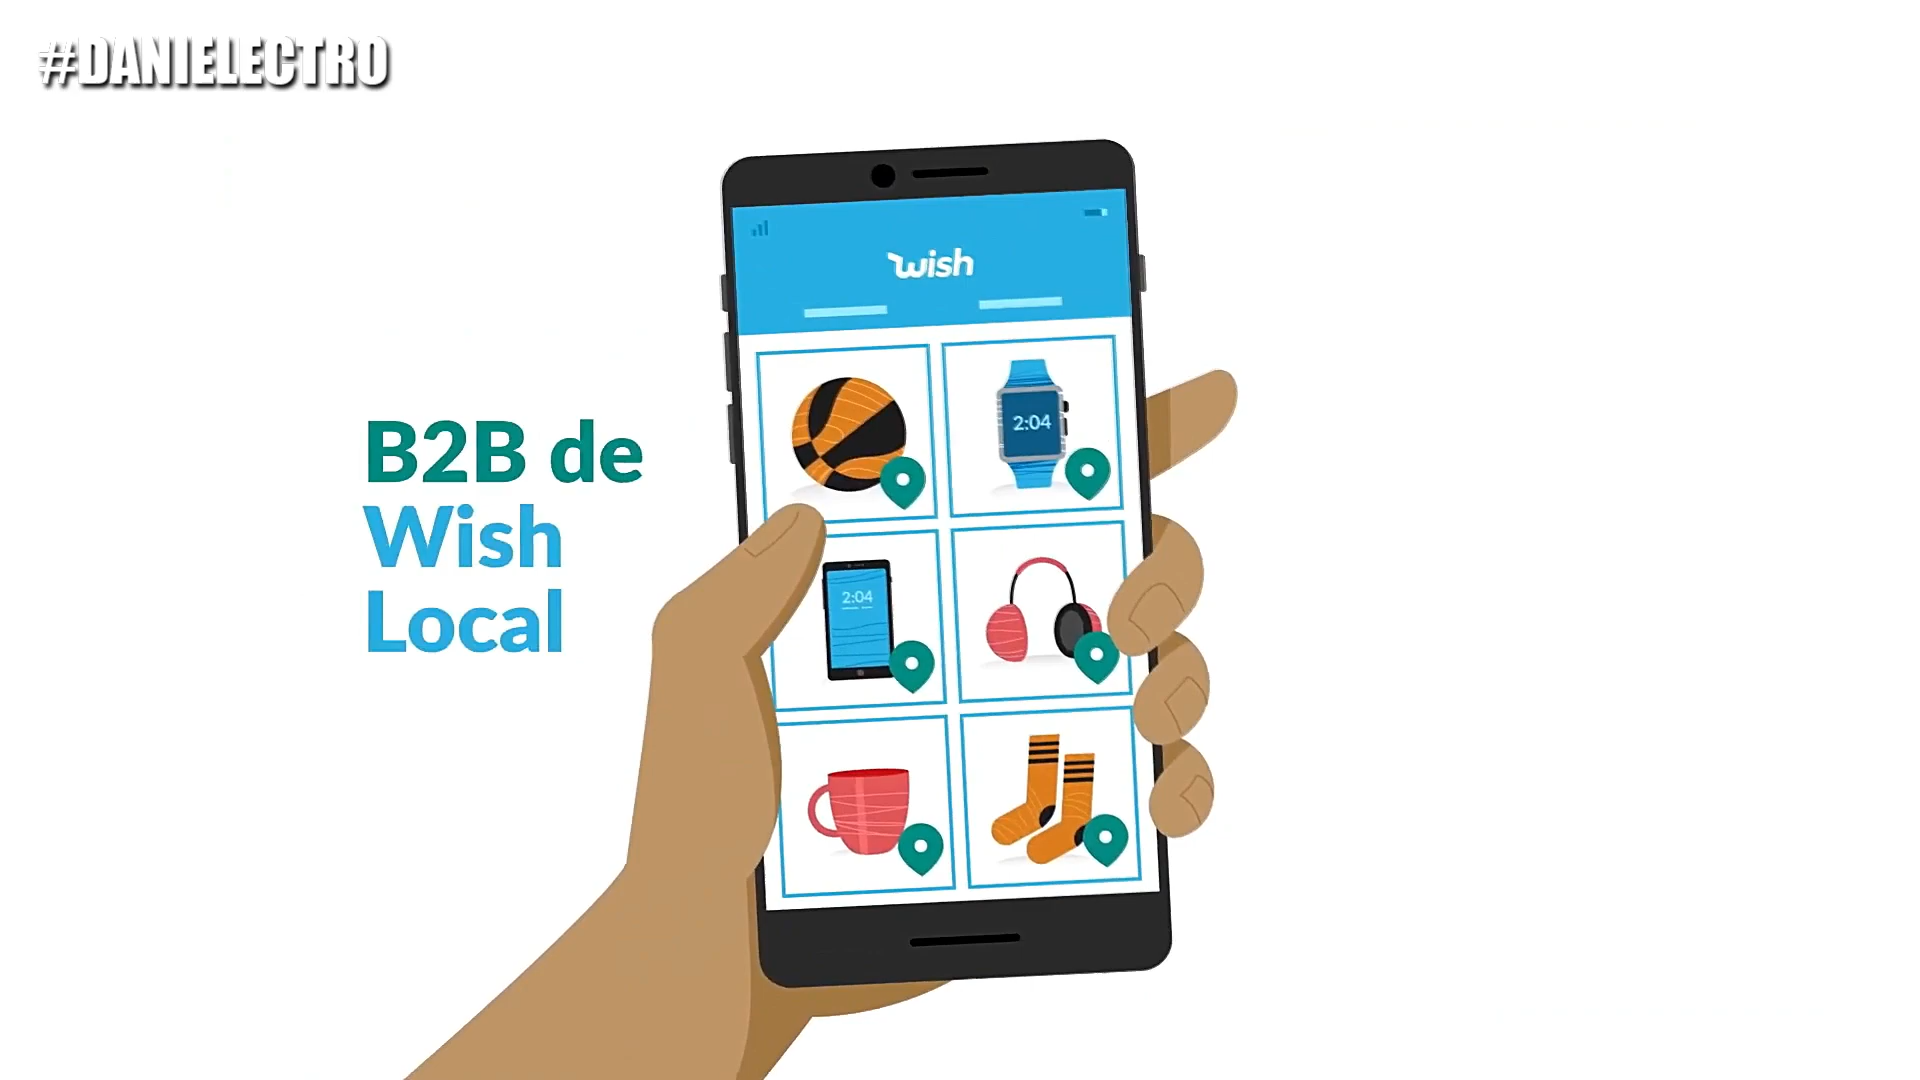 #DANIELECTRO
wish
B2B de
Wish
Local
2:04
2:04